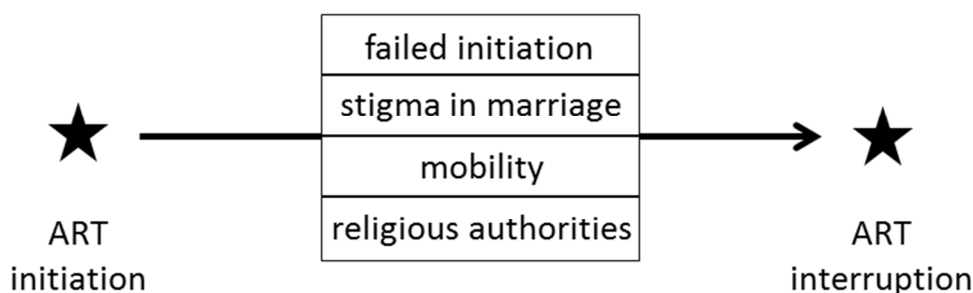 failed initiation
stigma in marriage
mobility
religious authorities
ART
initiation
ART
interruption